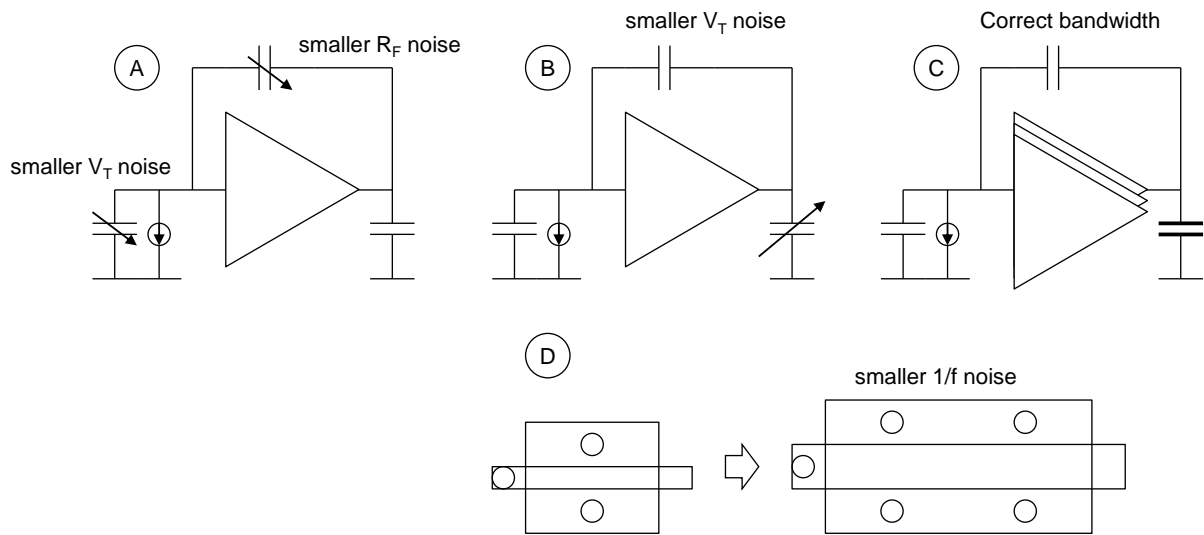 A
smaller R_F noise
smaller V_T noise
B
smaller V_T noise
C
Correct bandwidth
D
smaller 1/f noise